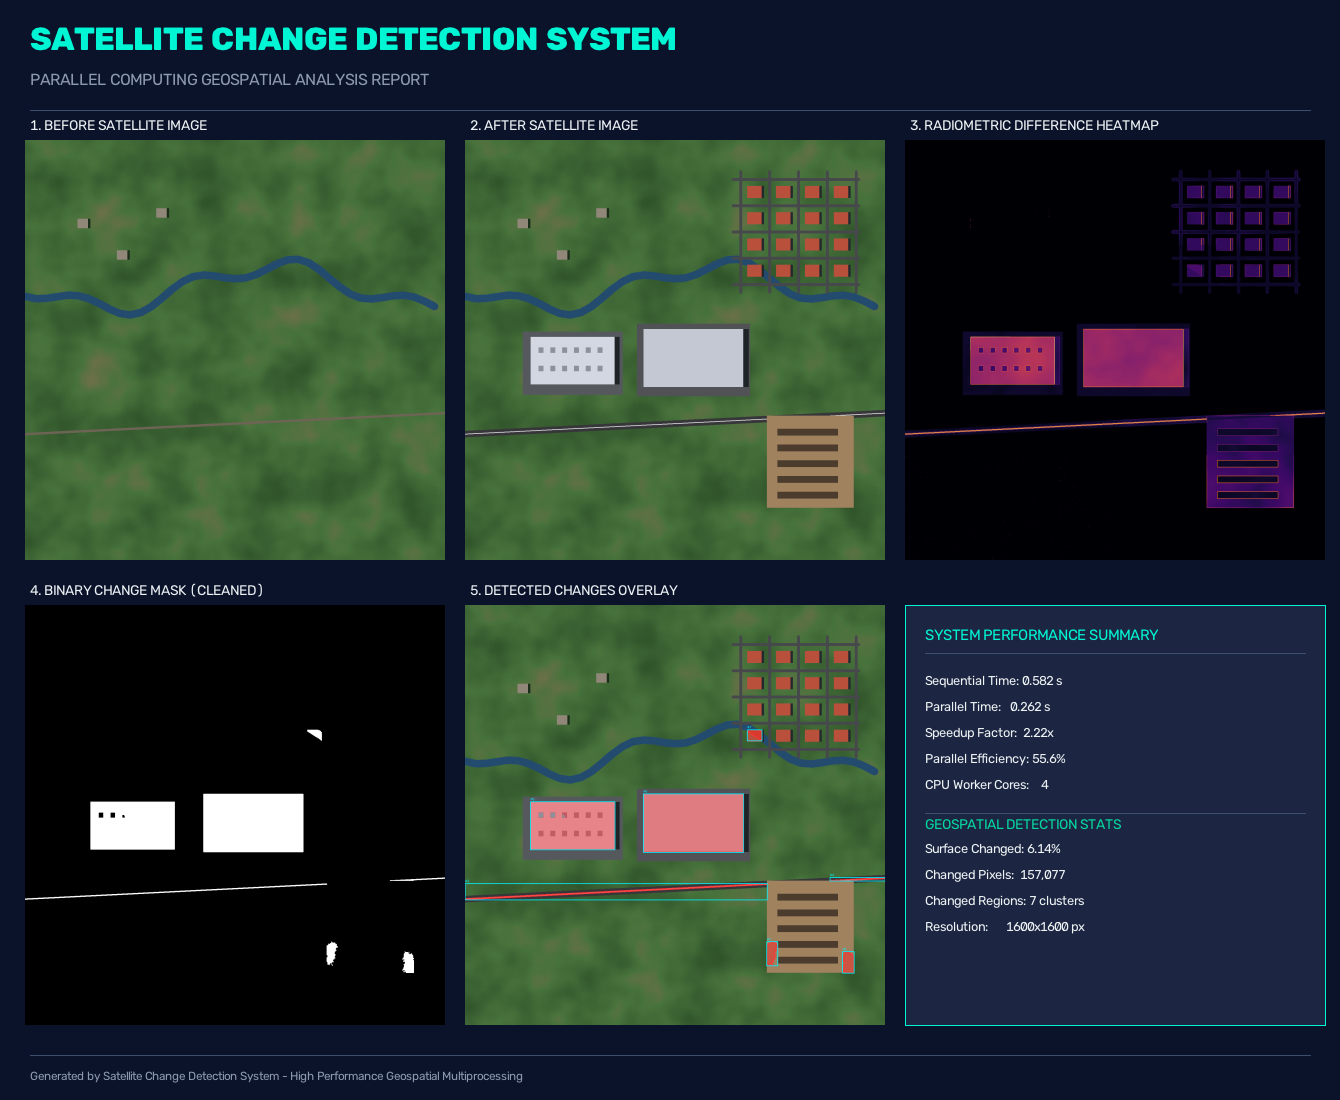 SATELLITE CHANGE DETECTION SYSTEM
PARALLEL COMPUTING GEOSPATIAL ANALYSIS REPORT
1. BEFORE SATELLITE IMAGE
2. AFTER SATELLITE IMAGE
3. RADIOMETRIC DIFFERENCE HEATMAP
4. BINARY CHANGE MASK (CLEANED)
5. DETECTED CHANGES OVERLAY
SYSTEM PERFORMANCE SUMMARY
Sequential Time: 0.582 s
Parallel Time: 0.262 s
Speedup Factor: 2.22x
Parallel Efficiency: 55.6%
CPU Worker Cores: 4
GEOSPATIAL DETECTION STATS
Surface Changed: 6.14%
Changed Pixels: 157,077
Changed Regions: 7 clusters
Resolution: 1600x1600 px
Generated by Satellite Change Detection System - High Performance Geospatial Multiprocessing